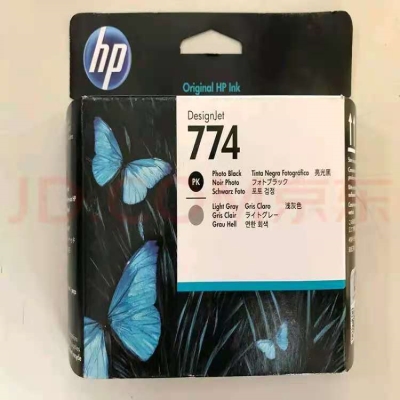 hp
Original HP Ink
DesignJet
774
PK
Photo Black Tinta Negra Fotográfica 亮光黑
Noir Photo フォトブラック
Schwarz Foto 포토 검정
Light Gray Gris Claro 浅灰色
Gris Clair ライトグレー
Grau Hell 연한 회색